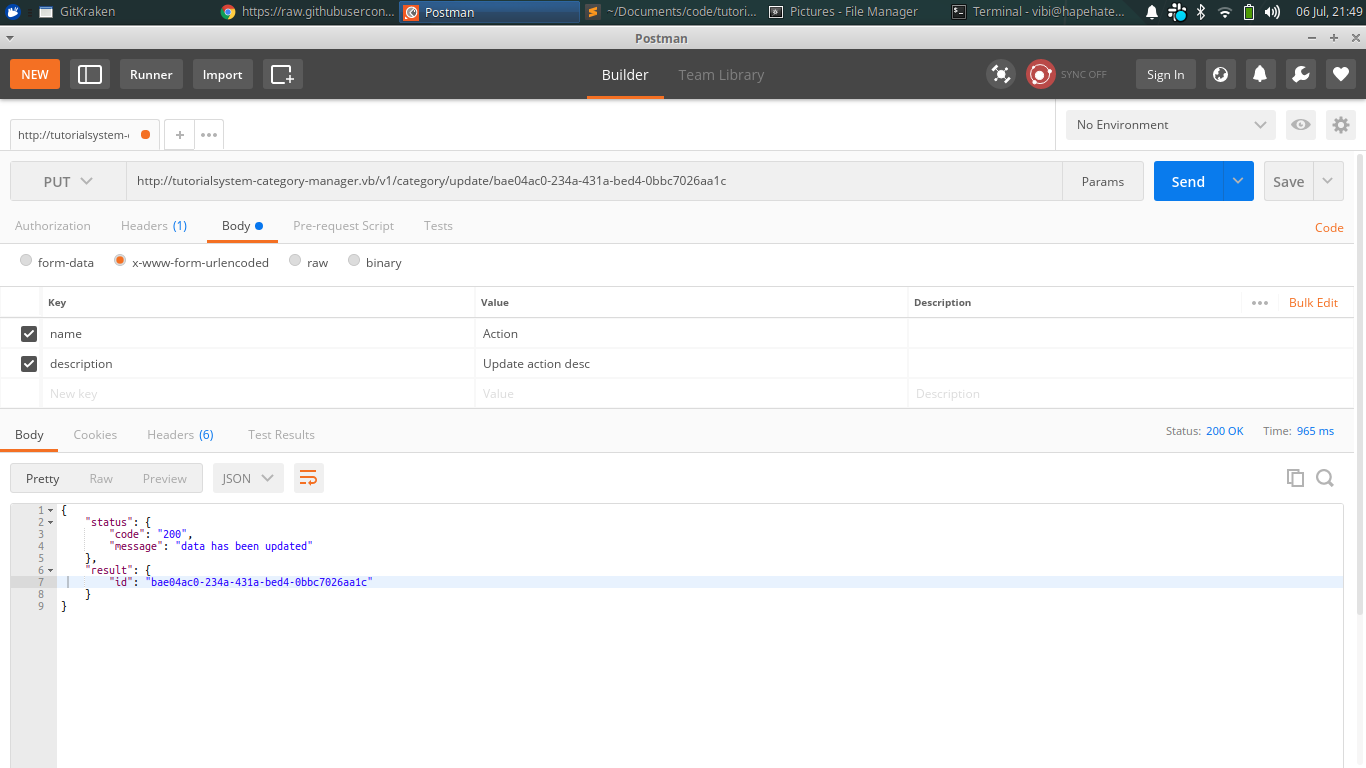 GitKraken https://raw.githubusercon... Postman ~/Documents/code/tutori... Pictures - File Manager Terminal - vibi@hapehate... 06 Jul, 21:49
Postman
NEW Runner Import Builder Team Library SYNC OFF Sign In
http://tutorialsystem- No Environment
PUT http://tutorialsystem-category-manager.vb/v1/category/update/bae04ac0-234a-431a-bed4-0bbc7026aa1c Params Send Save
Authorization Headers (1) Body Pre-request Script Tests Code
form-data x-www-form-urlencoded raw binary
Key Value Description Bulk Edit
name Action
description Update action desc
New key Value Description
Body Cookies Headers (6) Test Results Status: 200 OK Time: 965 ms
Pretty Raw Preview JSON
1 {
2 "status": {
3 "code": "200",
4 "message": "data has been updated"
5 },
6 "result": {
7 "id": "bae04ac0-234a-431a-bed4-0bbc7026aa1c"
8 }
9 }